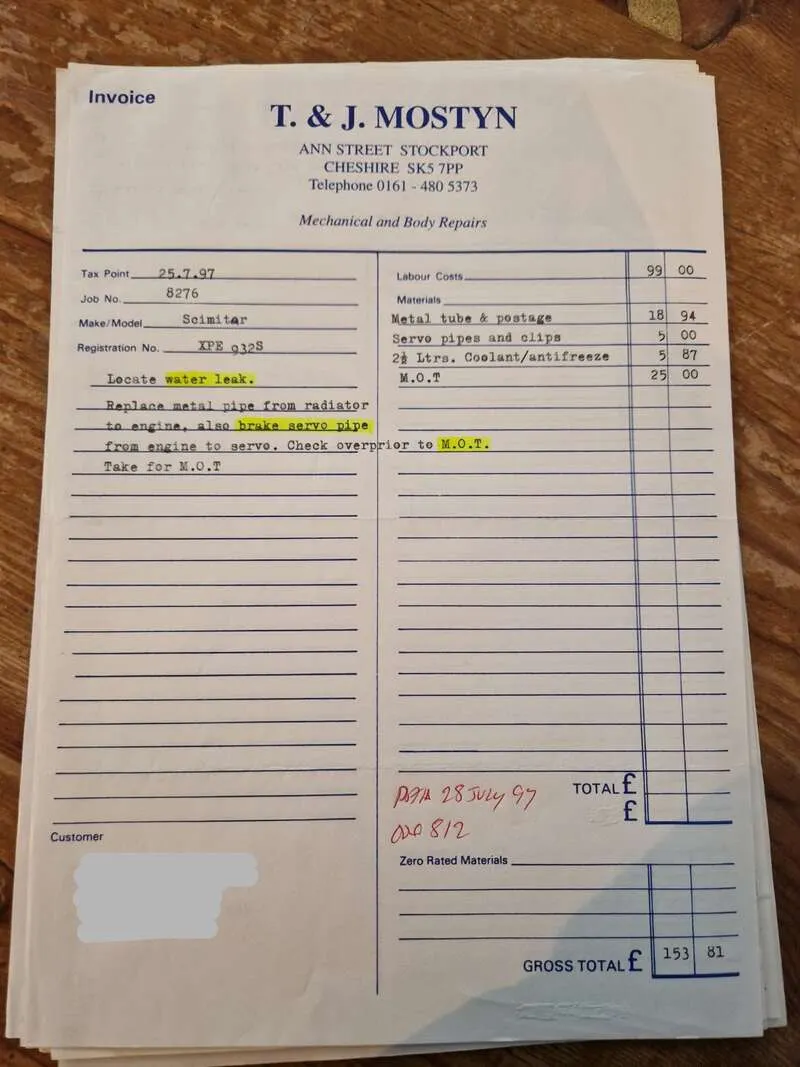 Invoice
T. & J. MOSTYN
ANN STREET STOCKPORT
CHESHIRE SK5 7PP
Telephone 0161 - 480 5373
Mechanical and Body Repairs
Tax Point 25.7.97
Job No. 8276
Make/Model Scimitar
Registration No. XPE 932S
Locate water leak.
Replace metal pipe from radiator
to engine, also brake servo pipe
from engine to servo. Check overprior to M.O.T.
Take for M.O.T
Labour Costs 99 00
Materials
Metal tube & postage 18 94
Servo pipes and clips 5 00
2½ Ltrs. Coolant/antifreeze 5 87
M.O.T 25 00
28 JULY 97
812
TOTAL £
£
Customer
Zero Rated Materials
GROSS TOTAL £ 153 81